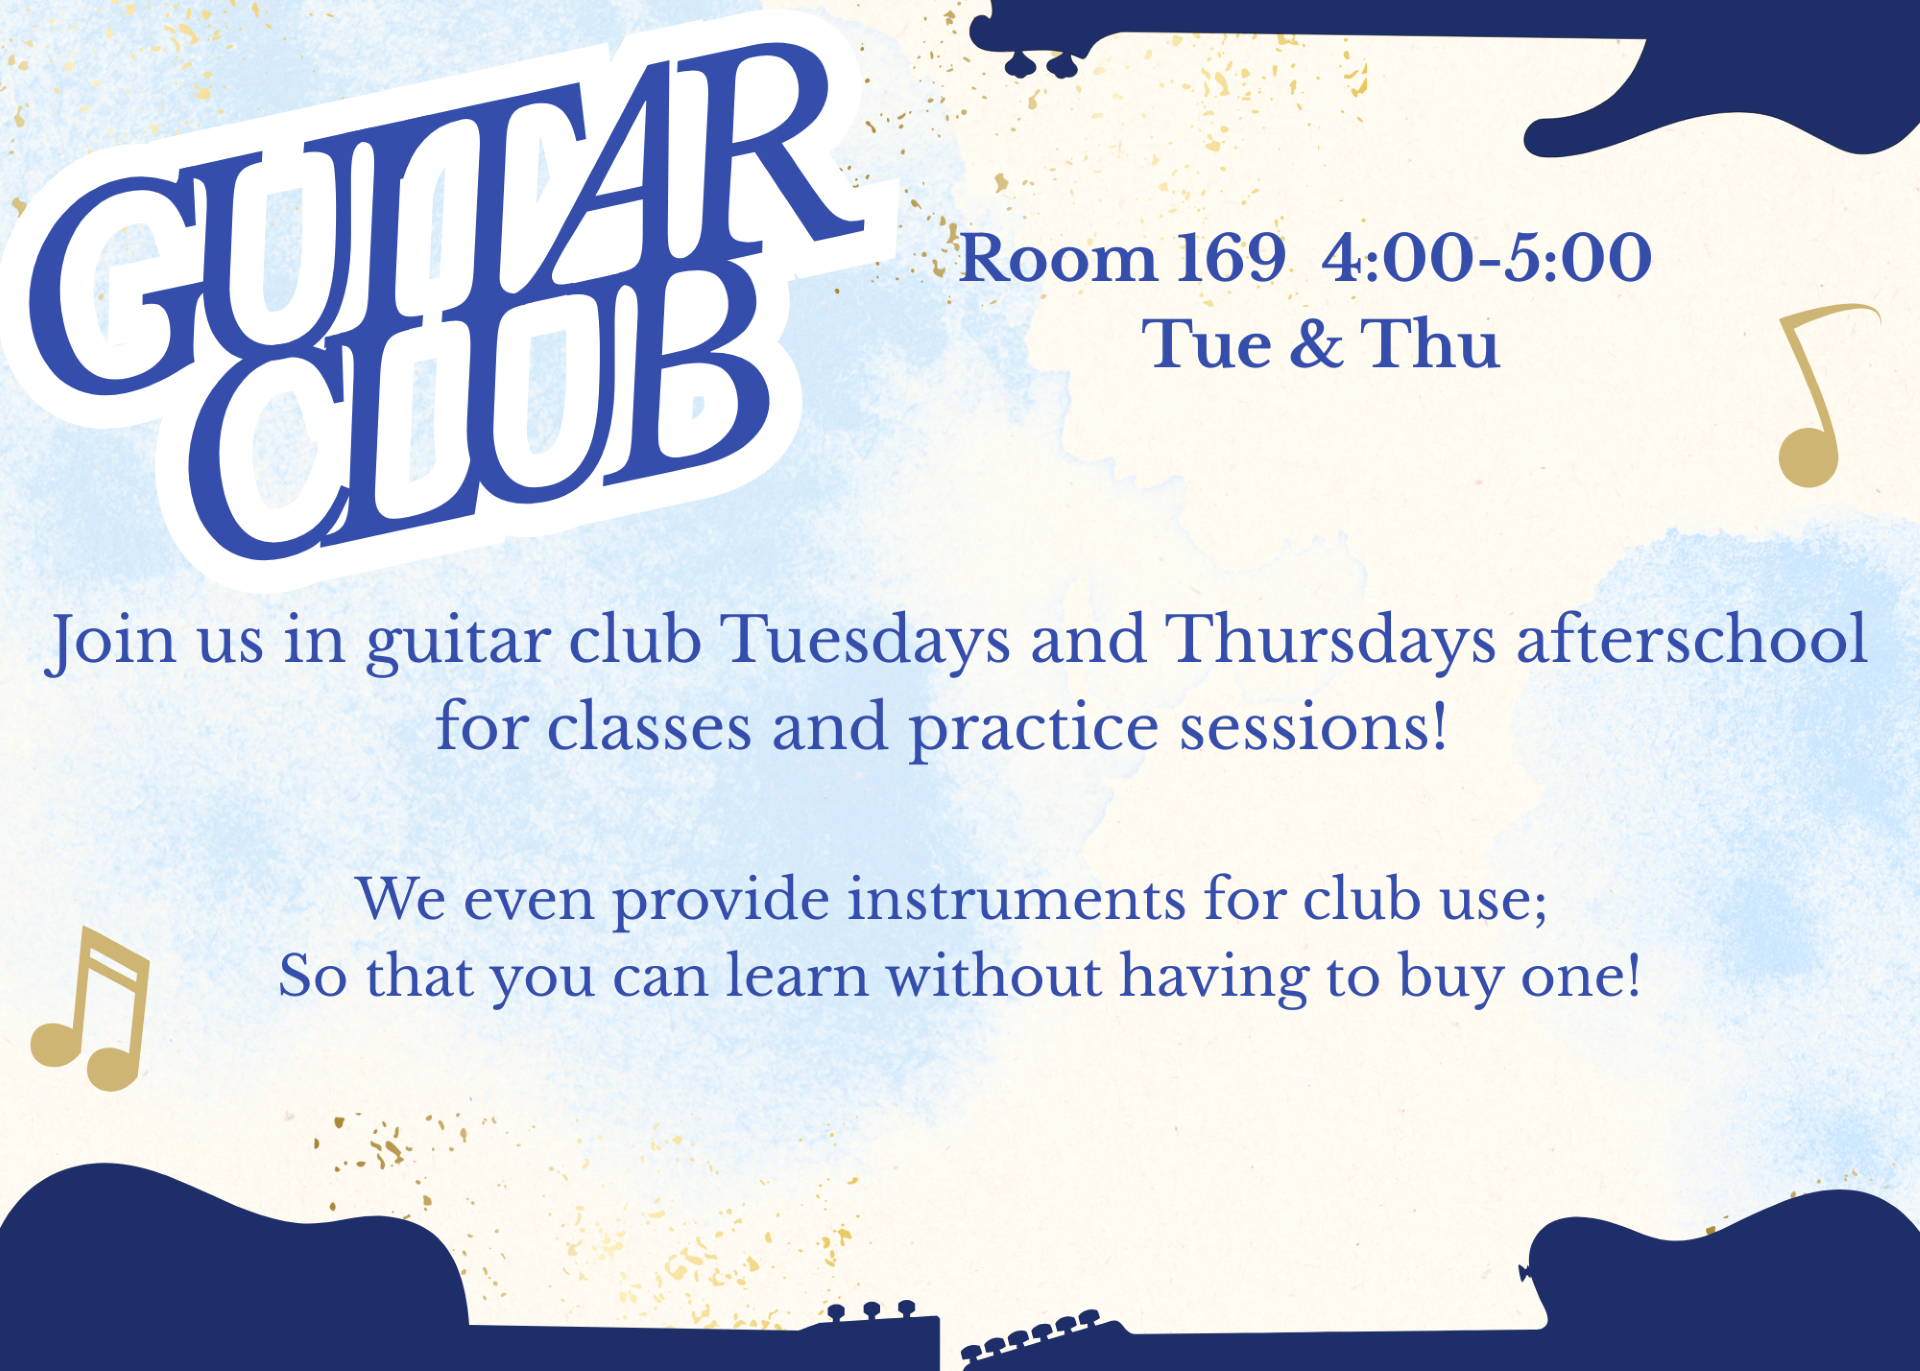 GUITAR
CLUB
Room 169  4:00-5:00
Tue & Thu
Join us in guitar club Tuesdays and Thursdays afterschool
for classes and practice sessions!
We even provide instruments for club use;
So that you can learn without having to buy one!